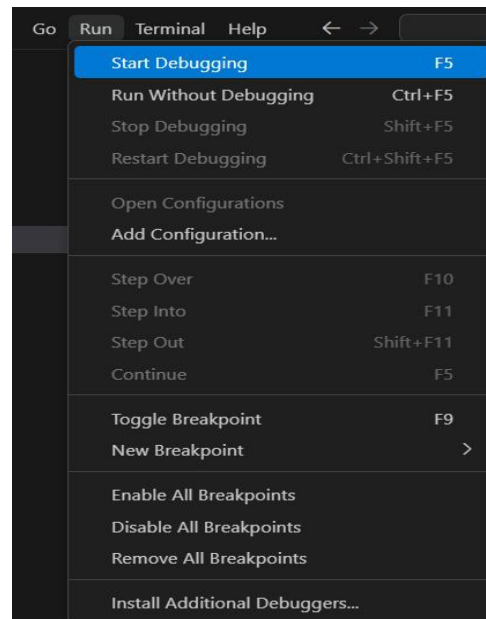 Go Run Terminal Help
Start Debugging F5
Run Without Debugging Ctrl+F5
Stop Debugging Shift+F5
Restart Debugging Ctrl+Shift+F5
Open Configurations
Add Configuration...
Step Over F10
Step Into F11
Step Out Shift+F11
Continue F5
Toggle Breakpoint F9
New Breakpoint
Enable All Breakpoints
Disable All Breakpoints
Remove All Breakpoints
Install Additional Debuggers...